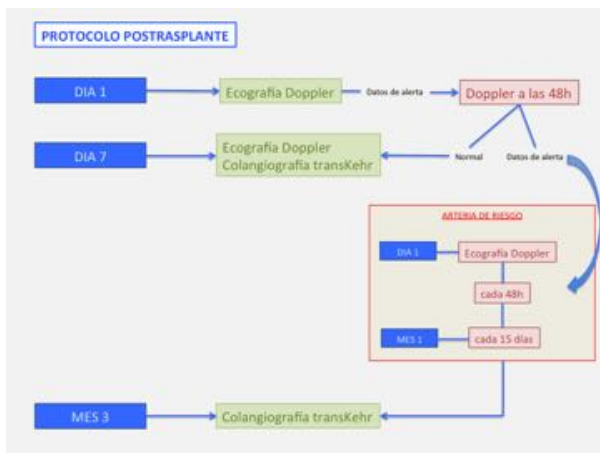 PROTOCOLO POSTRASPLANTE
DIA 1
Ecografía Doppler
Datos de alerta
Doppler a las 48h
DIA 7
Ecografía Doppler
Colangiografía transKehr
Normal
Datos de alerta
ARTERIA DE RIESGO
DIA 1
Ecografía Doppler
cada 48h
MES 1
cada 15 días
MES 3
Colangiografía transKehr